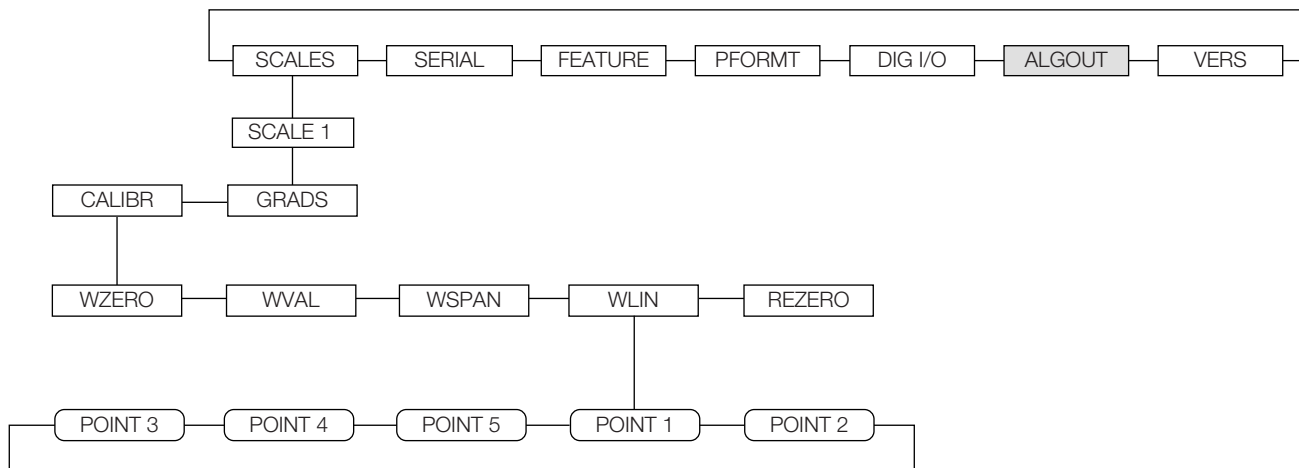 SCALES SERIAL FEATURE PFORMT DIG I/O ALGOUT VERS
SCALE 1
CALIBR GRADS
WZERO WVAL WSPAN WLIN REZERO
POINT 3 POINT 4 POINT 5 POINT 1 POINT 2